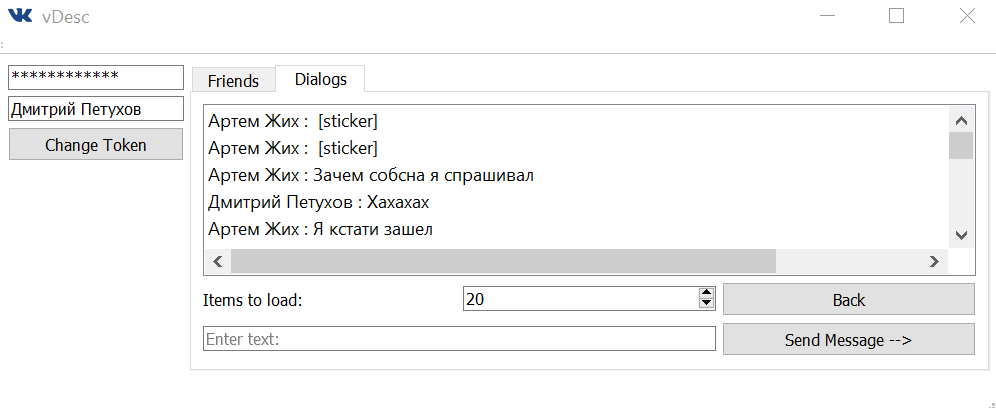 vDesc
************
Дмитрий Петухов
Change Token
Friends
Dialogs
Артем Жих :  [sticker]
Артем Жих :  [sticker]
Артем Жих : Зачем собсна я спрашивал
Дмитрий Петухов : Хахахах
Артем Жих : Я кстати зашел
Items to load:
20
Back
Enter text:
Send Message -->